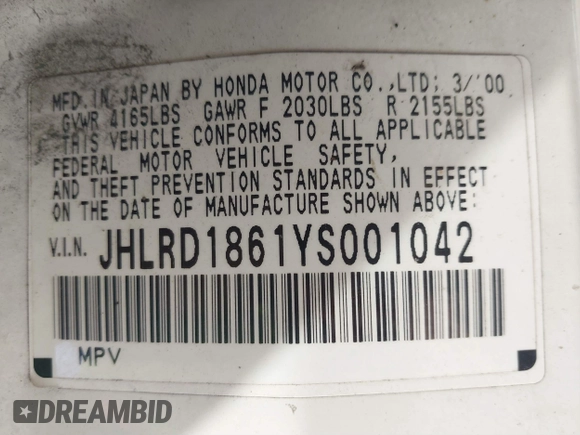 MFD IN JAPAN BY HONDA MOTOR CO.,LTD; 3/'00
GVWR 4165LBS GAWR F 2030LBS R 2155LBS
THIS VEHICLE CONFORMS TO ALL APPLICABLE
FEDERAL MOTOR VEHICLE SAFETY,
AND THEFT PREVENTION STANDARDS IN EFFECT
ON THE DATE OF MANUFACTURE SHOWN ABOVE:
V.I.N. JHLRD1861YS001042
MPV
DREAMBID